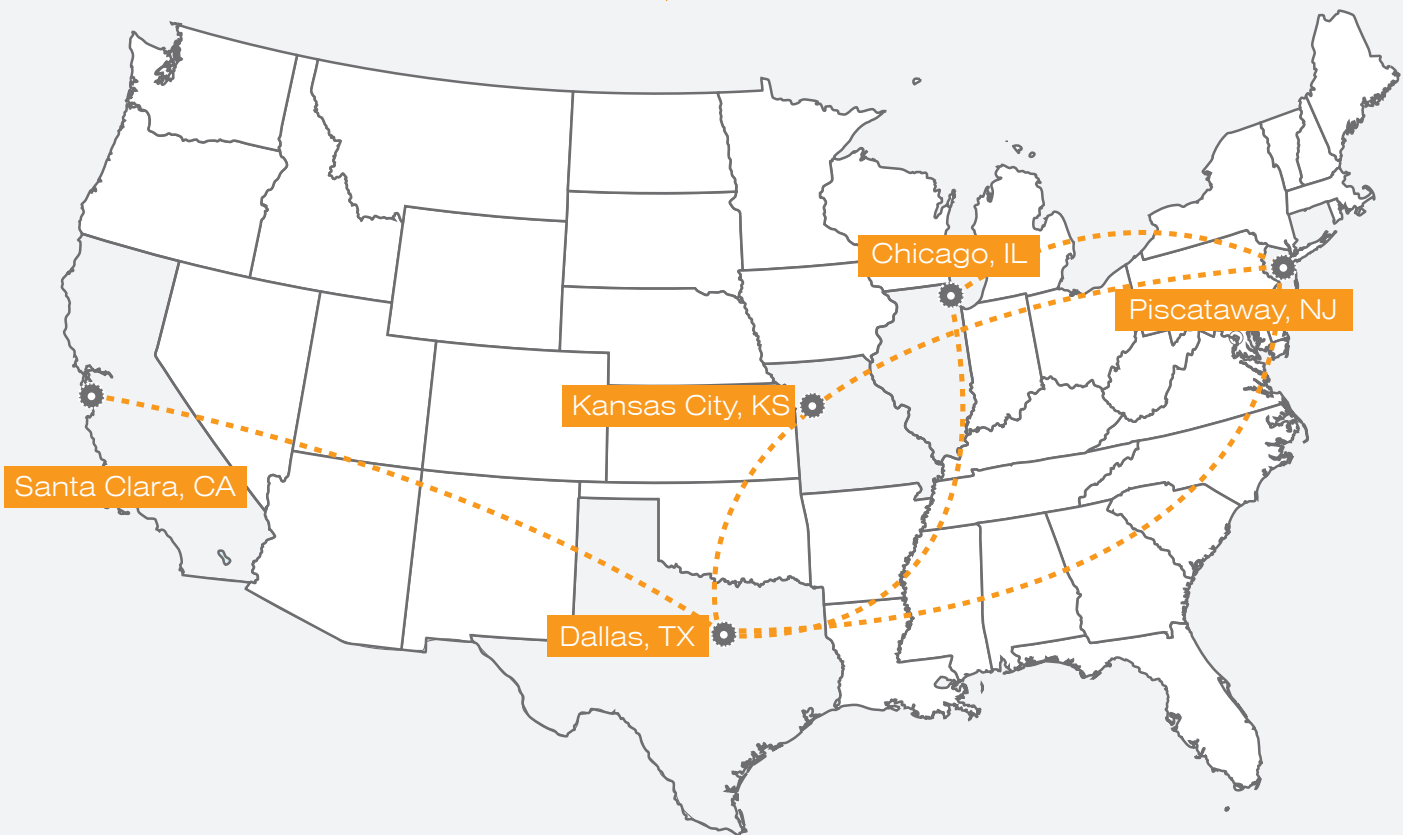 Chicago, IL
Piscataway, NJ
Kansas City, KS
Santa Clara, CA
Dallas, TX